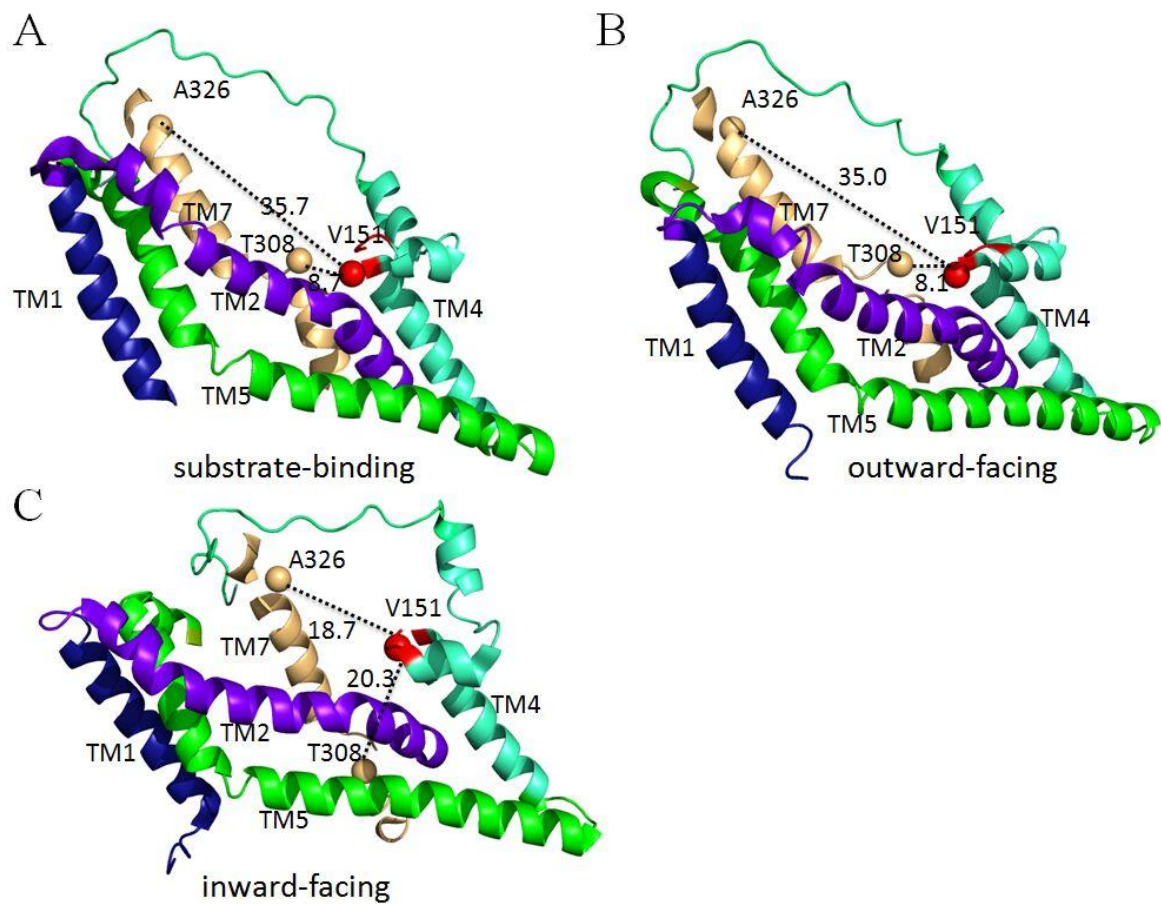 A
A326
35.7
TM7
T308
V151
8.7
TM1
TM2
TM4
TM5
substrate-binding
B
A326
35.0
TM7
V151
T308
8.1
TM1
TM2
TM4
TM5
outward-facing
C
A326
V151
18.7
TM7
20.3
TM4
TM2
TM1
T308
TM5
inward-facing